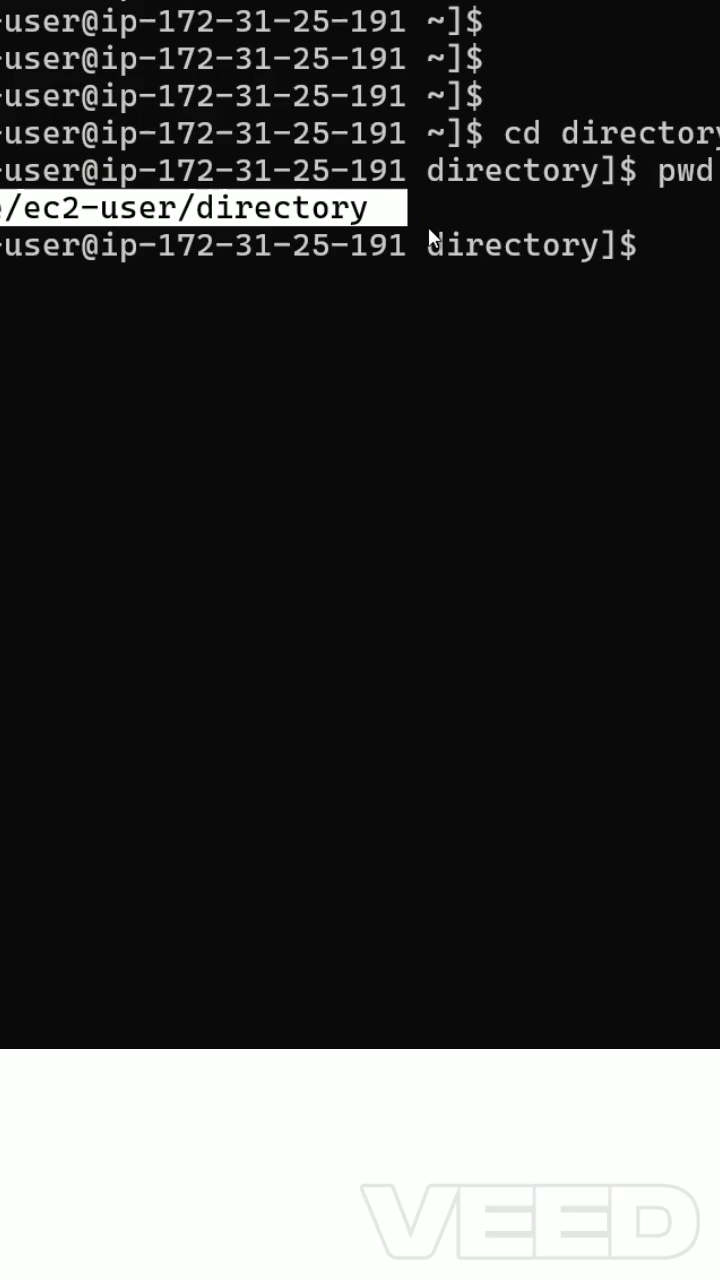 -user@ip-172-31-25-191 ~]$
-user@ip-172-31-25-191 ~]$
-user@ip-172-31-25-191 ~]$
-user@ip-172-31-25-191 ~]$ cd directory
-user@ip-172-31-25-191 directory]$ pwd
e/ec2-user/directory
-user@ip-172-31-25-191 directory]$
VEED